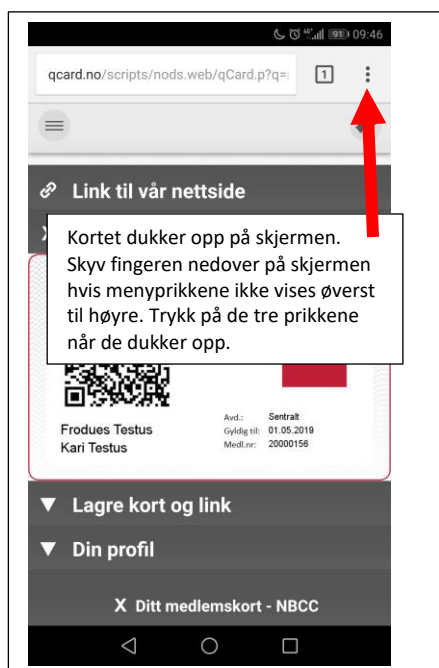 4G 91 09:46
qcard.no/scripts/nods.web/qCard.p?q= 1
Link til vår nettside
Kortet dukker opp på skjermen.
Skyv fingeren nedover på skjermen
hvis menyprikkene ikke vises øverst
til høyre. Trykk på de tre prikkene
når de dukker opp.
Frodues Testus
Kari Testus
Avd.: Sentralt
Gyldig til: 01.05.2019
Medl.nr: 20000156
▼ Lagre kort og link
▼ Din profil
X Ditt medlemskort - NBCC